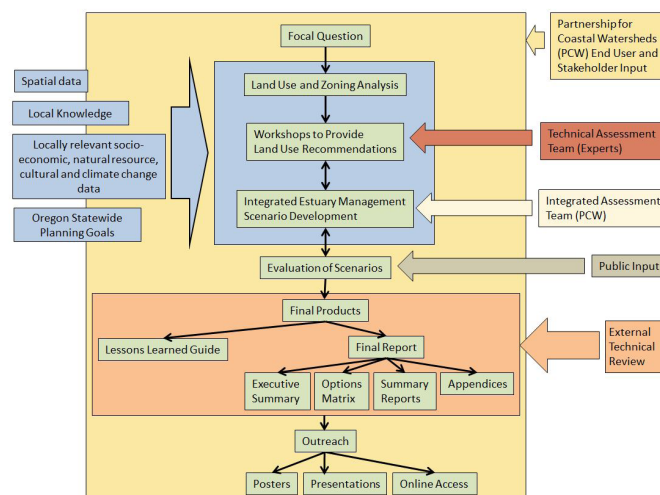 Focal Question
Partnership for
Coastal Watersheds
(PCW) End User and
Stakeholder Input
Spatial data
Local Knowledge
Locally relevant socio-
economic, natural resource,
cultural and climate change
data
Oregon Statewide
Planning Goals
Land Use and Zoning Analysis
Workshops to Provide
Land Use Recommendations
Technical Assessment
Team (Experts)
Integrated Estuary Management
Scenario Development
Integrated Assessment
Team (PCW)
Evaluation of Scenarios
Public Input
Final Products
Lessons Learned Guide
Final Report
External
Technical
Review
Executive
Summary
Options
Matrix
Summary
Reports
Appendices
Outreach
Posters
Presentations
Online Access